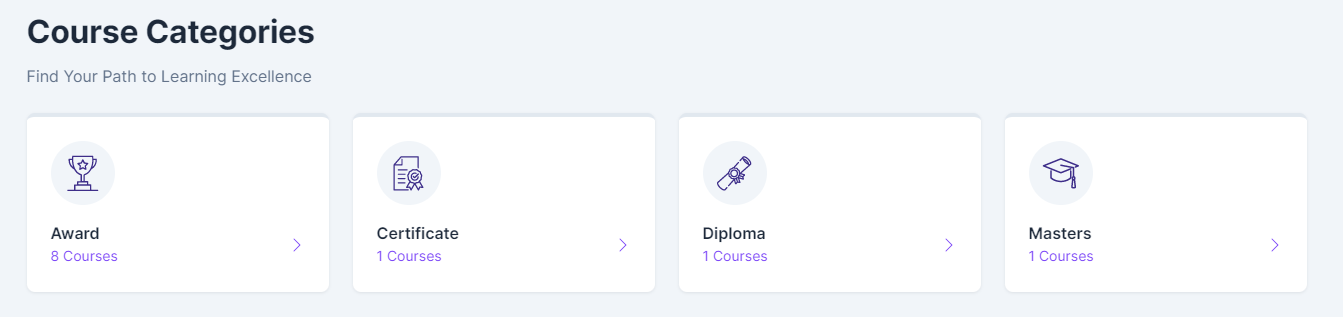 Course Categories
Find Your Path to Learning Excellence
Award
8 Courses
Certificate
1 Courses
Diploma
1 Courses
Masters
1 Courses